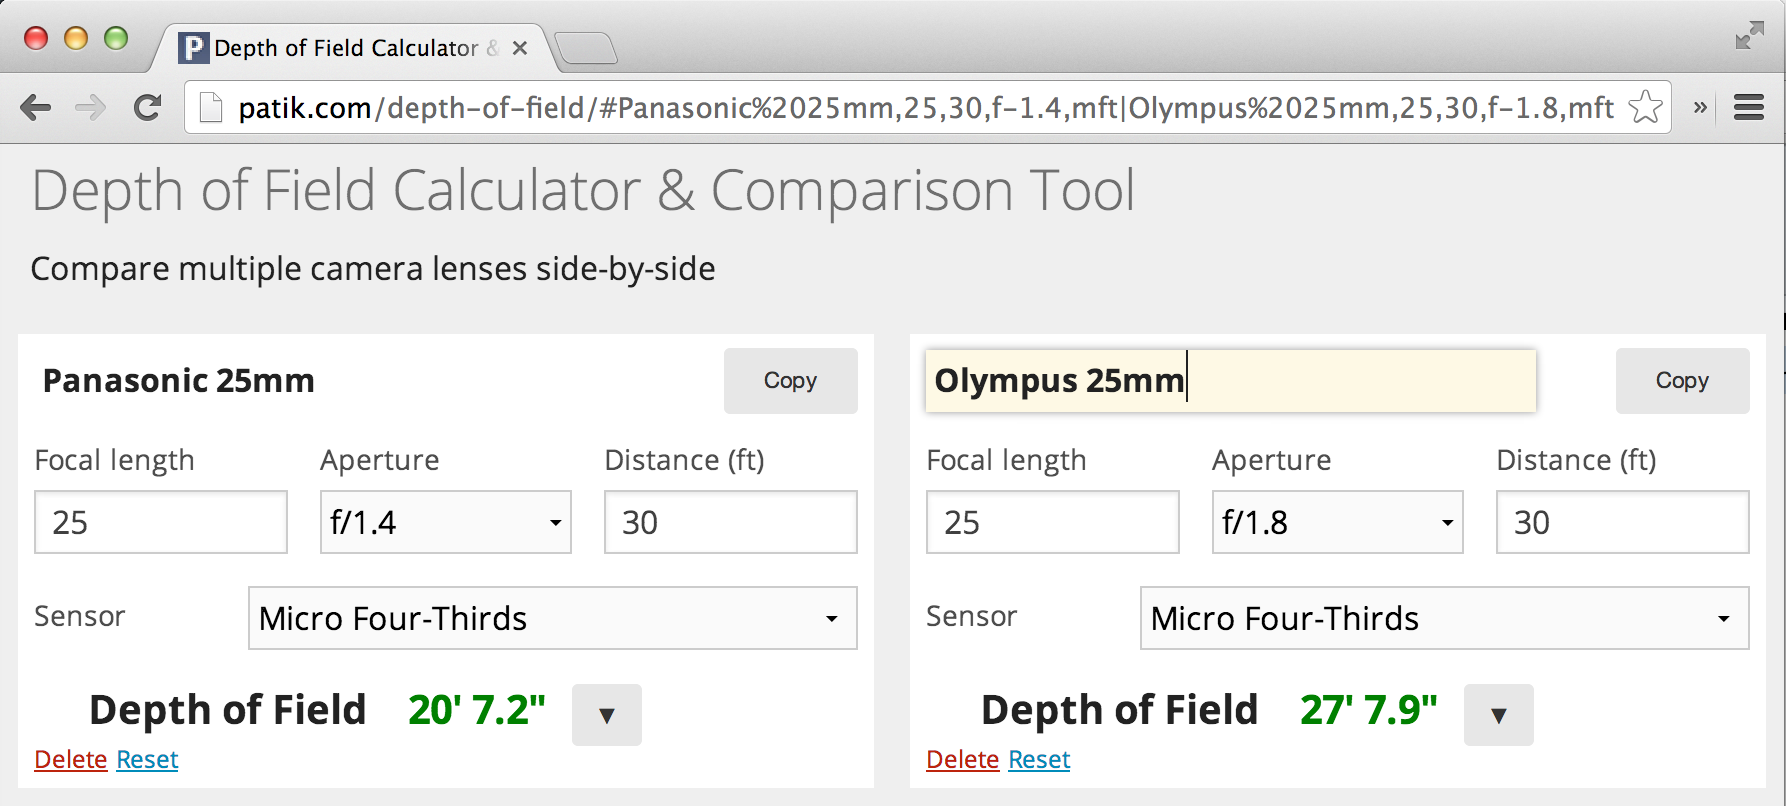 P Depth of Field Calculator &
patik.com/depth-of-field/#Panasonic%2025mm,25,30,f-1.4,mft|Olympus%2025mm,25,30,f-1.8,mft
Depth of Field Calculator & Comparison Tool
Compare multiple camera lenses side-by-side
Panasonic 25mm Copy
Focal length Aperture Distance (ft)
25 f/1.4 30
Sensor Micro Four-Thirds
Depth of Field 20' 7.2"
Delete Reset
Olympus 25mm Copy
Focal length Aperture Distance (ft)
25 f/1.8 30
Sensor Micro Four-Thirds
Depth of Field 27' 7.9"
Delete Reset